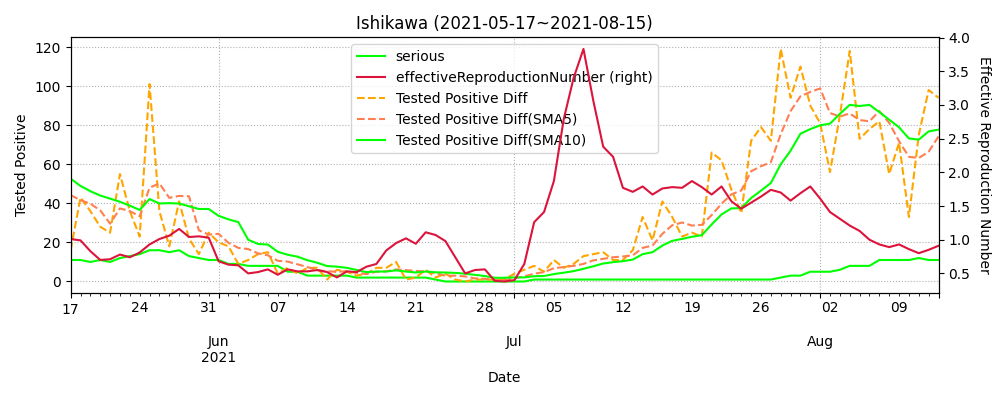 Ishikawa (2021-05-17~2021-08-15)
serious
effectiveReproductionNumber (right)
Tested Positive Diff
Tested Positive Diff(SMA5)
Tested Positive Diff(SMA10)
Tested Positive
120
100
80
60
40
20
0
4.0
3.5
3.0
2.5
2.0
1.5
1.0
0.5
Effective Reproduction Number
17 24 31 07 14 21 28 05 12 19 26 02 09
Jun Jul Aug
2021
Date